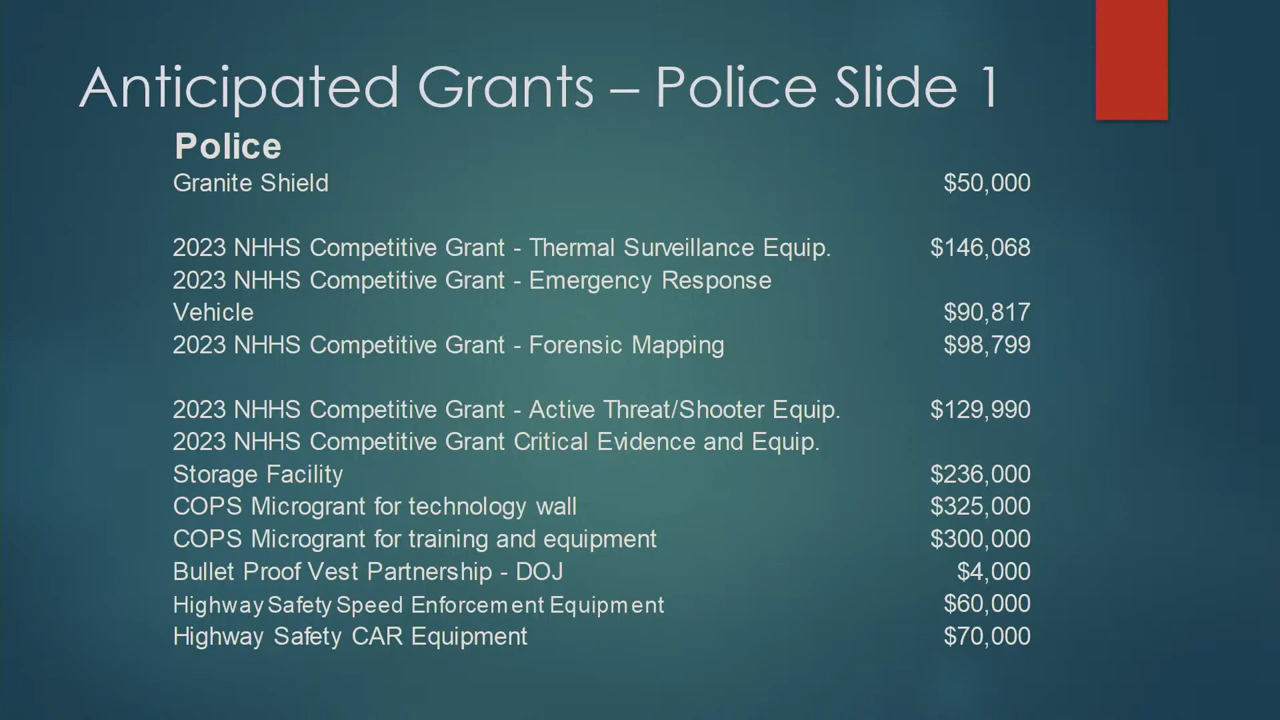 Anticipated Grants – Police Slide 1
Police
Granite Shield $50,000
2023 NHHS Competitive Grant - Thermal Surveillance Equip. $146,068
2023 NHHS Competitive Grant - Emergency Response
Vehicle $90,817
2023 NHHS Competitive Grant - Forensic Mapping $98,799
2023 NHHS Competitive Grant - Active Threat/Shooter Equip. $129,990
2023 NHHS Competitive Grant Critical Evidence and Equip.
Storage Facility $236,000
COPS Microgrant for technology wall $325,000
COPS Microgrant for training and equipment $300,000
Bullet Proof Vest Partnership - DOJ $4,000
Highway Safety Speed Enforcement Equipment $60,000
Highway Safety CAR Equipment $70,000